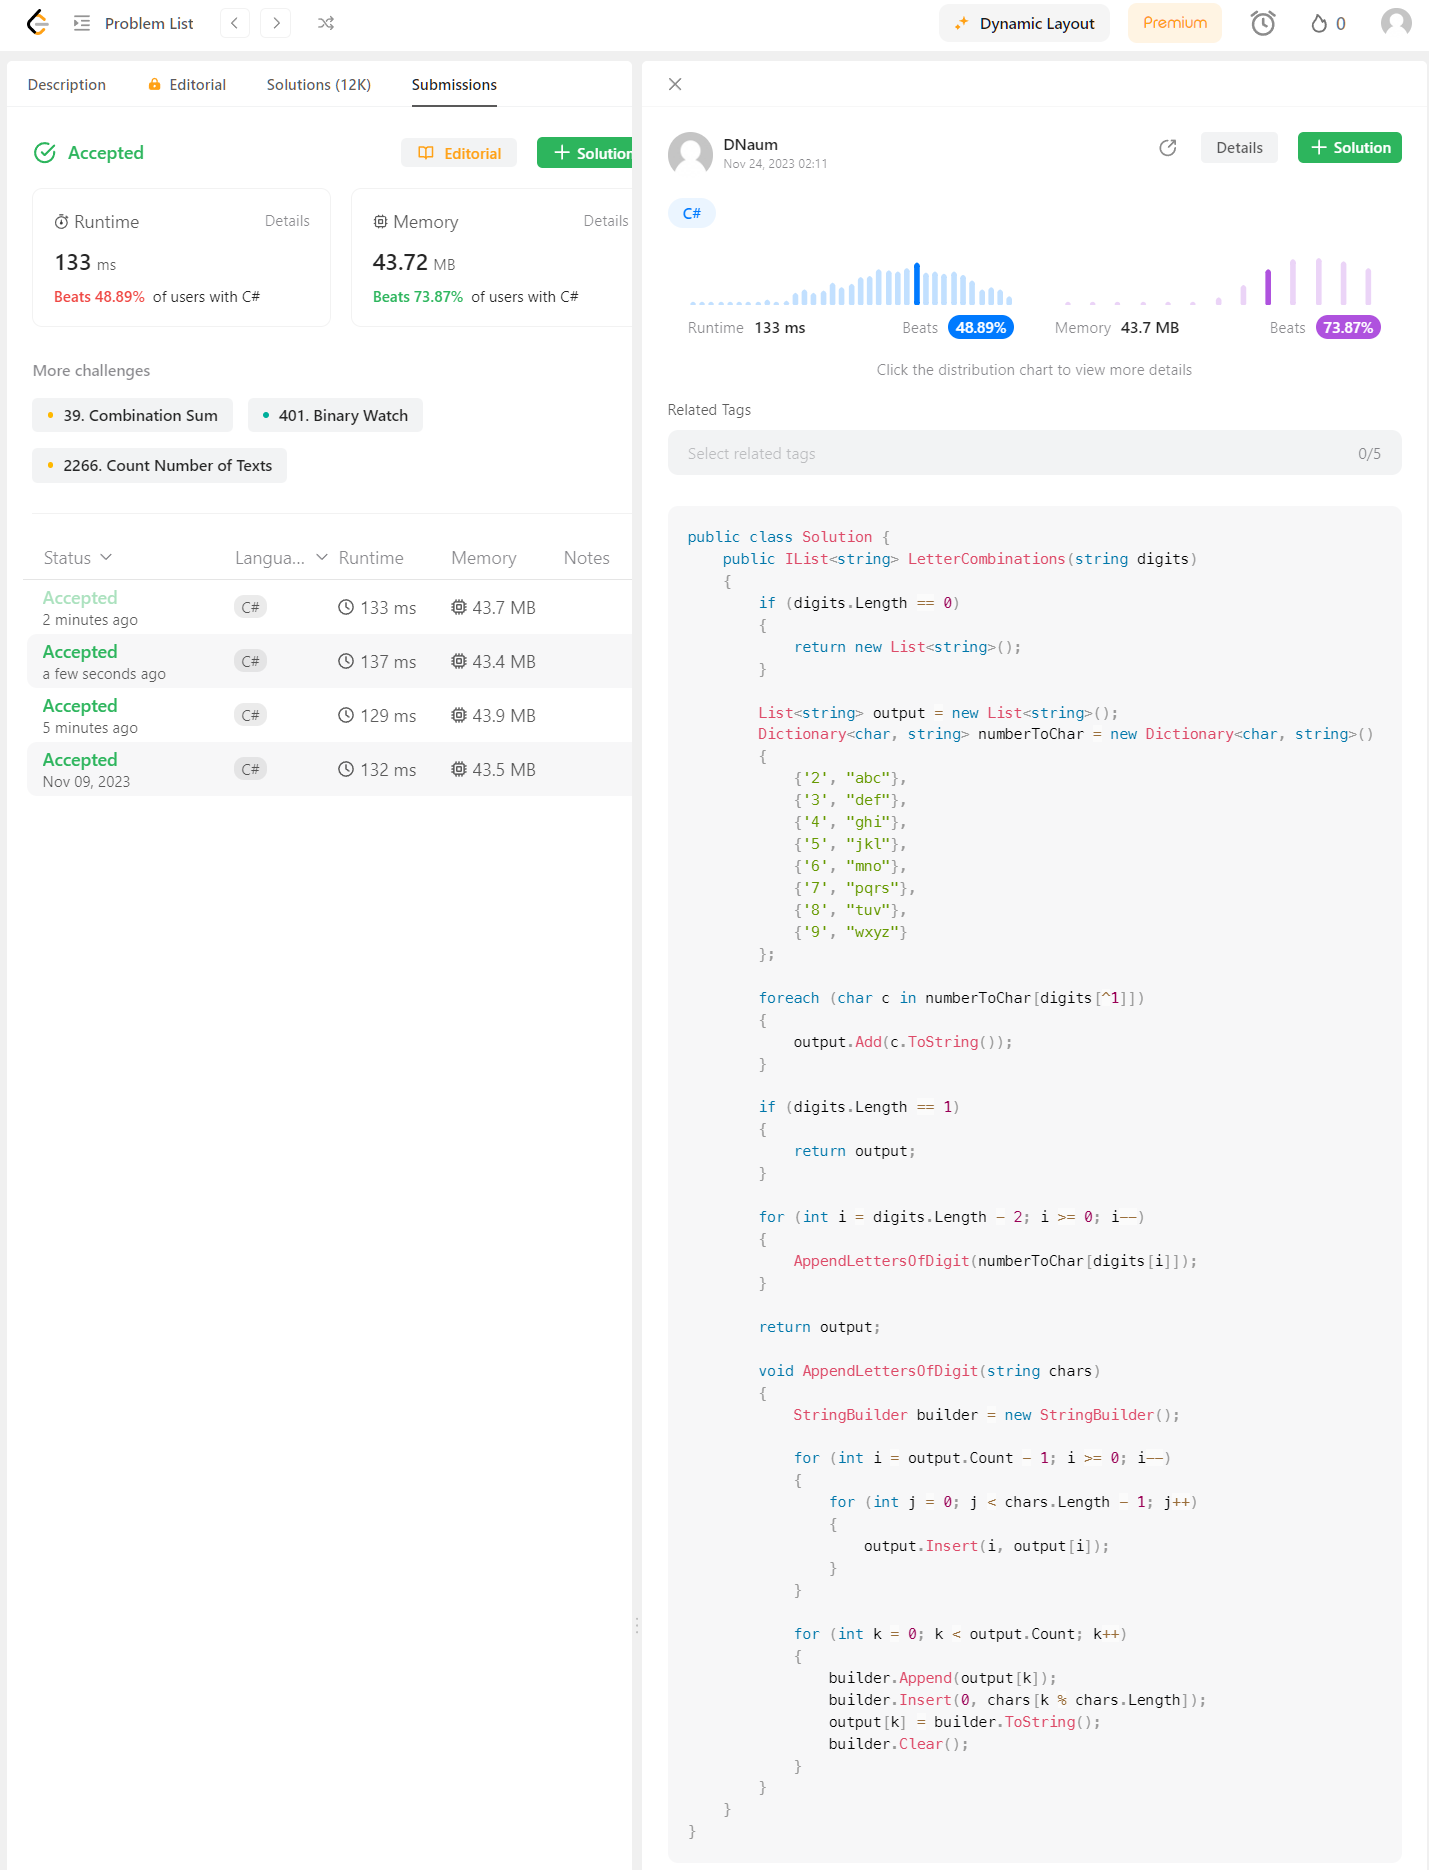 Problem List
Dynamic Layout
Premium
0
Description
Editorial
Solutions (12K)
Submissions
Accepted
Editorial
Solution
Runtime
Details
133 ms
Beats 48.89% of users with C#
Memory
Details
43.72 MB
Beats 73.87% of users with C#
More challenges
39. Combination Sum
401. Binary Watch
2266. Count Number of Texts
Status
Langua...
Runtime
Memory
Notes
Accepted
2 minutes ago
C#
133 ms
43.7 MB
Accepted
a few seconds ago
C#
137 ms
43.4 MB
Accepted
5 minutes ago
C#
129 ms
43.9 MB
Accepted
Nov 09, 2023
C#
132 ms
43.5 MB
DNaum
Nov 24, 2023 02:11
Details
Solution
C#
Runtime 133 ms
Beats 48.89%
Memory 43.7 MB
Beats 73.87%
Click the distribution chart to view more details
Related Tags
Select related tags
0/5
public class Solution {
    public IList<string> LetterCombinations(string digits)
    {
        if (digits.Length == 0)
        {
            return new List<string>();
        }

        List<string> output = new List<string>();
        Dictionary<char, string> numberToChar = new Dictionary<char, string>()
        {
            {'2', "abc"},
            {'3', "def"},
            {'4', "ghi"},
            {'5', "jkl"},
            {'6', "mno"},
            {'7', "pqrs"},
            {'8', "tuv"},
            {'9', "wxyz"}
        };

        foreach (char c in numberToChar[digits[^1]])
        {
            output.Add(c.ToString());
        }

        if (digits.Length == 1)
        {
            return output;
        }

        for (int i = digits.Length - 2; i >= 0; i--)
        {
            AppendLettersOfDigit(numberToChar[digits[i]]);
        }

        return output;

        void AppendLettersOfDigit(string chars)
        {
            StringBuilder builder = new StringBuilder();

            for (int i = output.Count - 1; i >= 0; i--)
            {
                for (int j = 0; j < chars.Length - 1; j++)
                {
                    output.Insert(i, output[i]);
                }
            }

            for (int k = 0; k < output.Count; k++)
            {
                builder.Append(output[k]);
                builder.Insert(0, chars[k % chars.Length]);
                output[k] = builder.ToString();
                builder.Clear();
            }
        }
    }
}